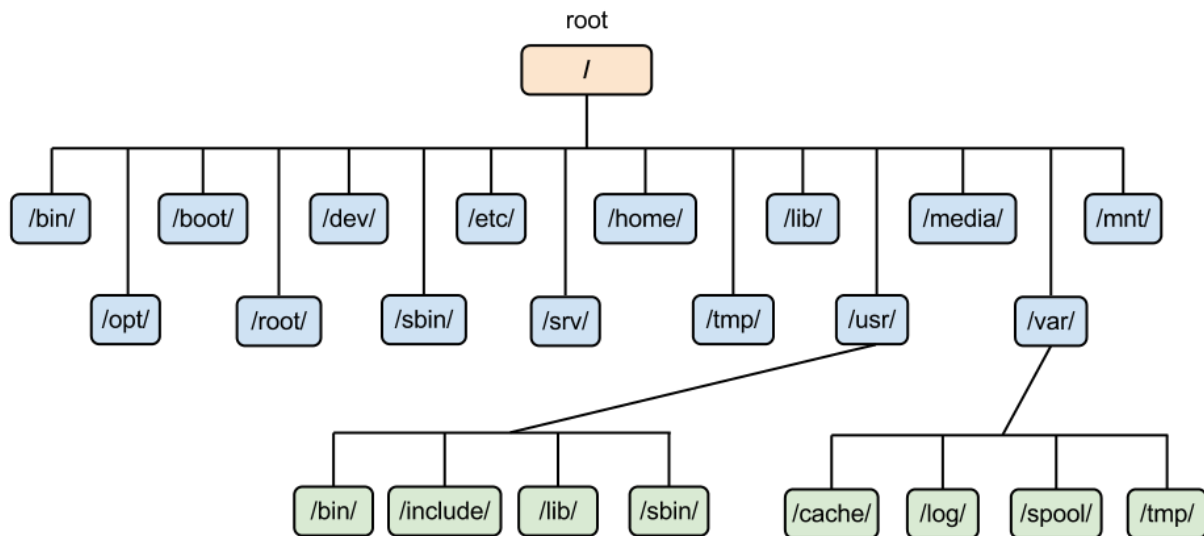 root
/
/bin/
/boot/
/dev/
/etc/
/home/
/lib/
/media/
/mnt/
/opt/
/root/
/sbin/
/srv/
/tmp/
/usr/
/var/
/bin/
/include/
/lib/
/sbin/
/cache/
/log/
/spool/
/tmp/